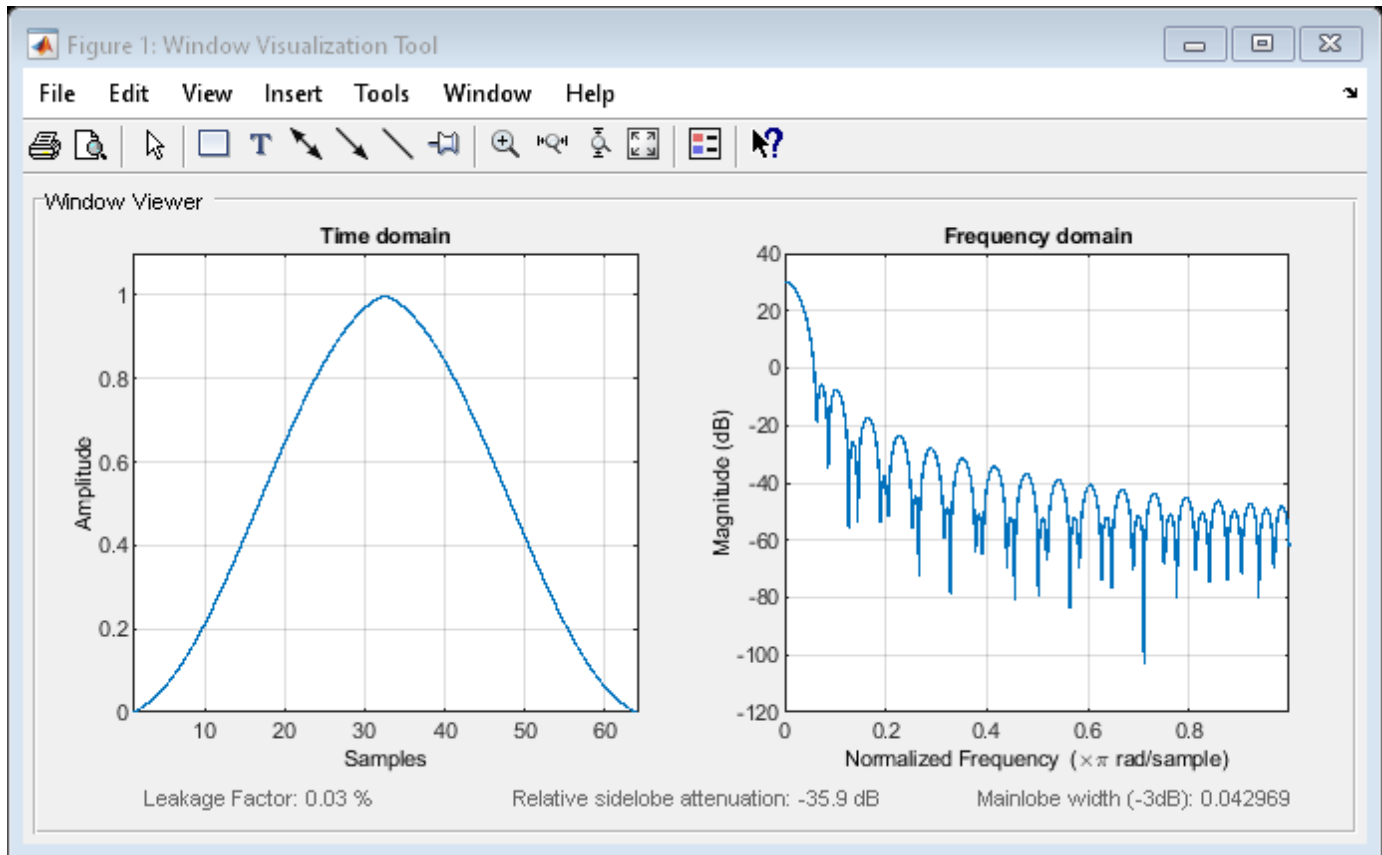 Figure 1: Window Visualization Tool
File Edit View Insert Tools Window Help
T
?
Window Viewer
Time domain
1
0.8
0.6
0.4
0.2
0
Amplitude
10 20 30 40 50 60
Samples
Frequency domain
40
20
0
-20
-40
-60
-80
-100
-120
Magnitude (dB)
0 0.2 0.4 0.6 0.8
Normalized Frequency (×π rad/sample)
Leakage Factor: 0.03 % Relative sidelobe attenuation: -35.9 dB Mainlobe width (-3dB): 0.042969